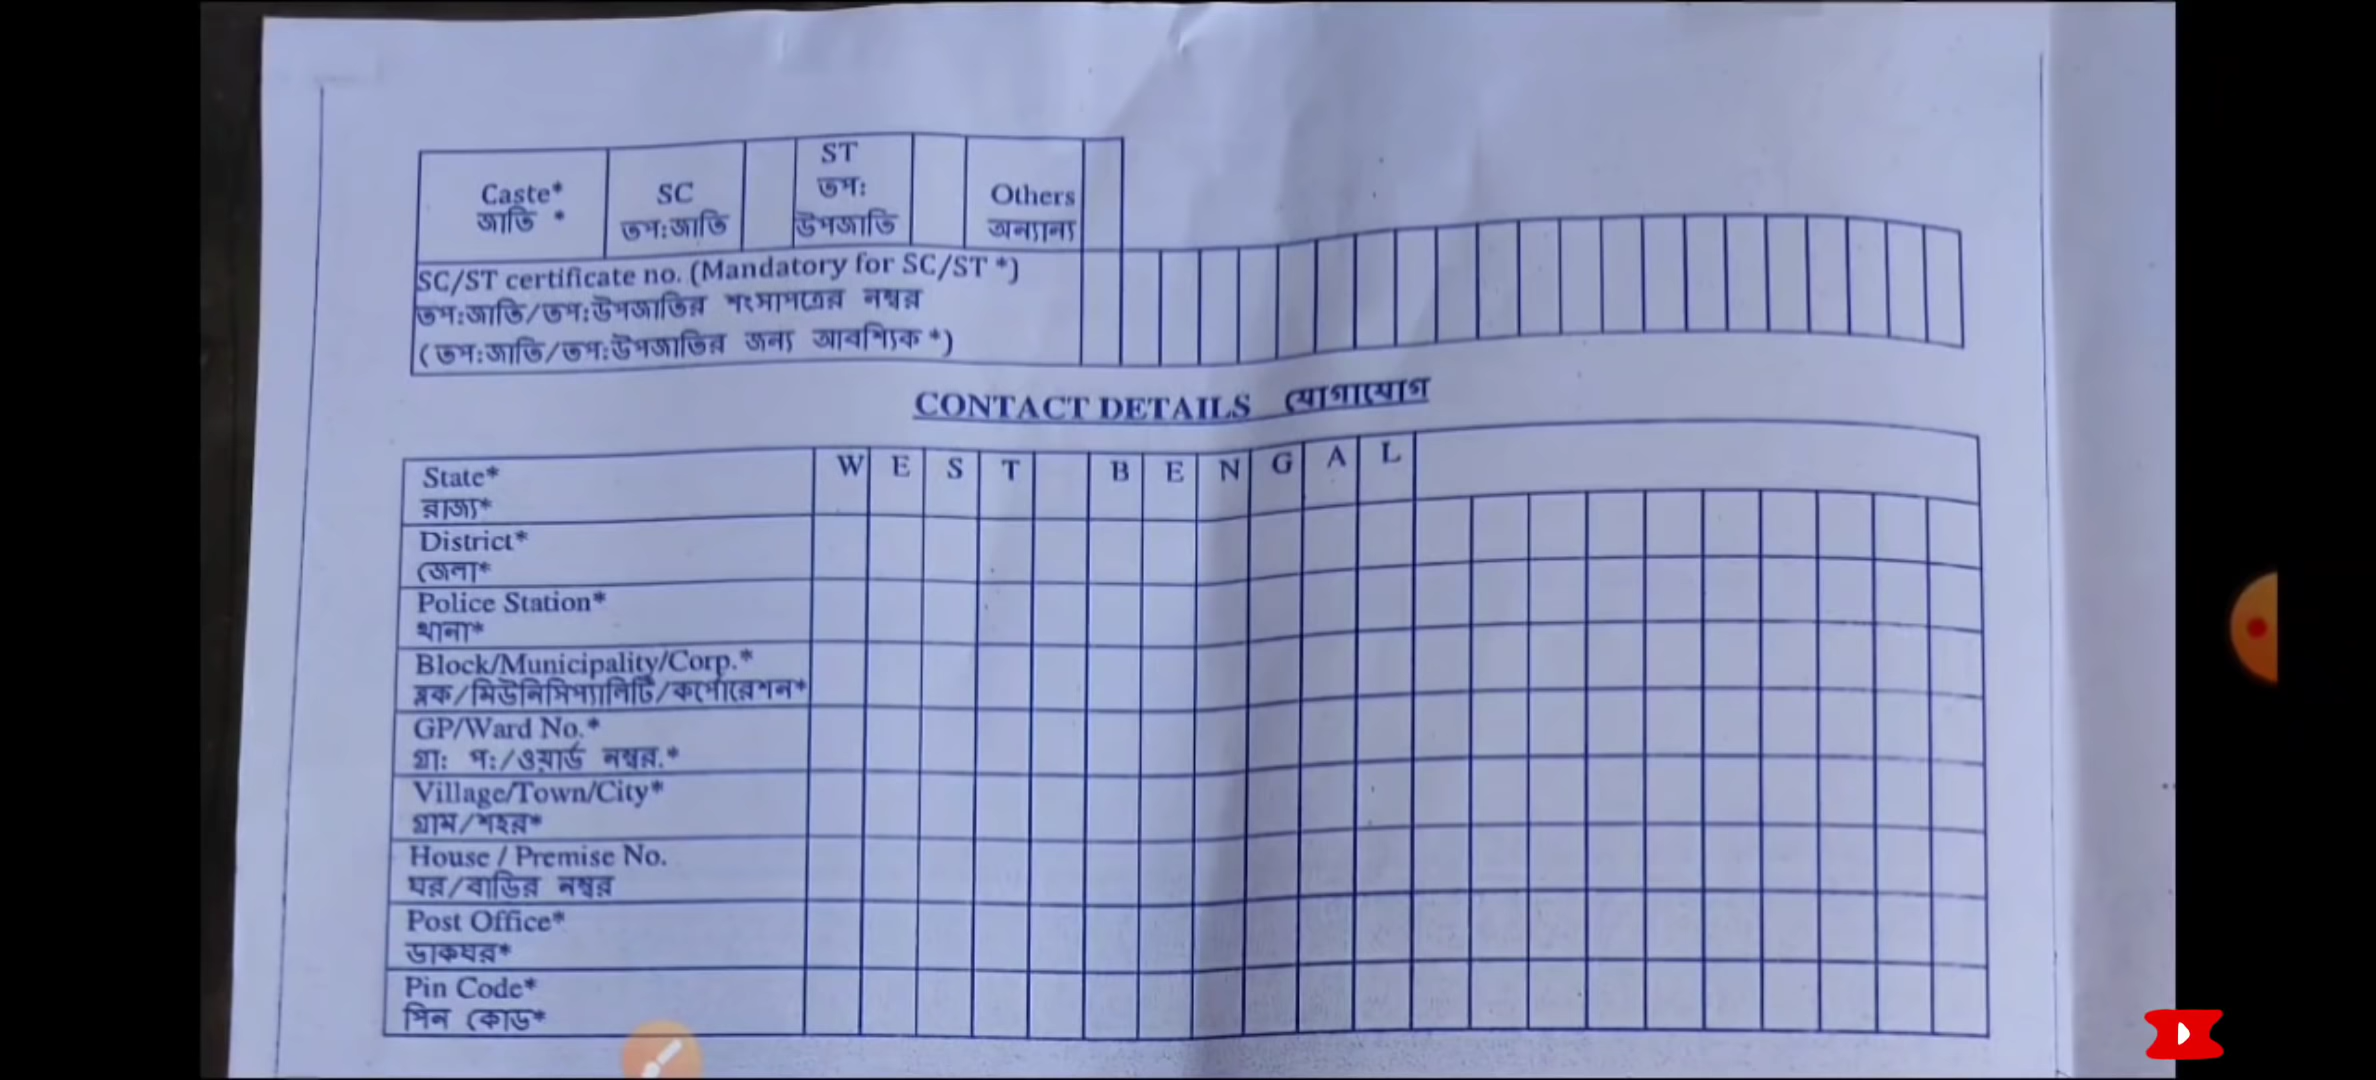 Caste*
জাতি *
SC
তপ:জাতি
ST
তপ:
উপজাতি
Others
অন্যান্য
SC/ST certificate no. (Mandatory for SC/ST *)
তপ:জাতি/তপ:উপজাতির শংসাপত্রের নম্বর
(তপ:জাতি/তপ:উপজাতির জন্য আবশ্যিক *)
CONTACT DETAILS যোগাযোগ
State*
রাজ্য*
W E S T B E N G A L
District*
জেলা*
Police Station*
থানা*
Block/Municipality/Corp.*
ব্লক/মিউনিসিপ্যালিটি/কর্পোরেশন*
GP/Ward No.*
গ্রা: প:/ওয়ার্ড নম্বর.*
Village/Town/City*
গ্রাম/শহর*
House / Premise No.
ঘর/বাড়ির নম্বর
Post Office*
ডাকঘর*
Pin Code*
পিন কোড*